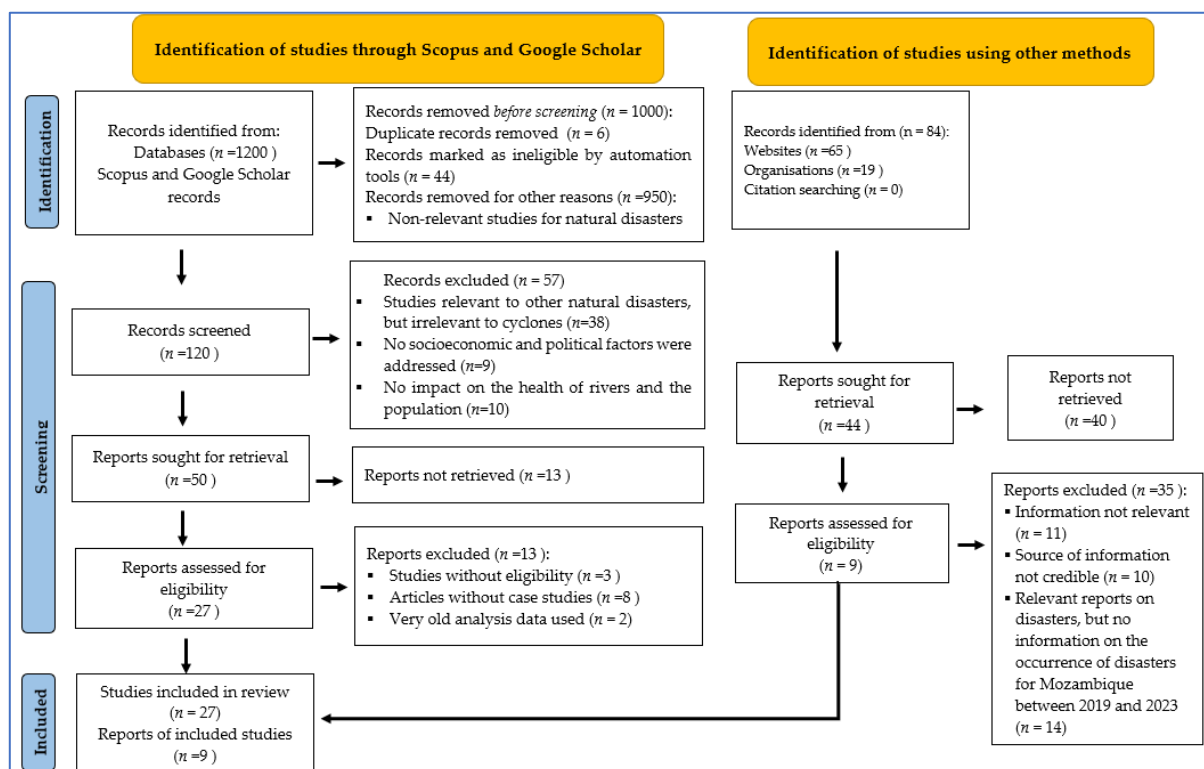 Identification of studies through Scopus and Google Scholar
Identification of studies using other methods
Identification
Records identified from:
Databases (n =1200 )
Scopus and Google Scholar
records
Records removed before screening (n = 1000):
Duplicate records removed (n = 6)
Records marked as ineligible by automation
tools (n = 44)
Records removed for other reasons (n =950):
▪ Non-relevant studies for natural disasters
Records identified from (n = 84):
Websites (n =65 )
Organisations (n =19 )
Citation searching (n = 0)
Screening
Records screened
(n =120 )
Records excluded (n = 57)
▪ Studies relevant to other natural disasters,
but irrelevant to cyclones (n=38)
▪ No socioeconomic and political factors were
addressed (n=9)
▪ No impact on the health of rivers and the
population (n=10)
Reports sought for
retrieval
(n =44 )
Reports not
retrieved
(n =40 )
Reports sought for retrieval
(n =50 )
Reports not retrieved (n =13 )
Reports assessed for
eligibility
(n =27 )
Reports excluded (n =13 ):
▪ Studies without eligibility (n =3 )
▪ Articles without case studies (n =8 )
▪ Very old analysis data used (n = 2)
Reports assessed for
eligibility
(n = 9)
Reports excluded (n =35 ):
▪ Information not relevant
(n = 11)
▪ Source of information
not credible (n = 10)
▪ Relevant reports on
disasters, but no
information on the
occurrence of disasters
for Mozambique
between 2019 and 2023
(n = 14)
Included
Studies included in review
(n = 27)
Reports of included studies
(n =9 )